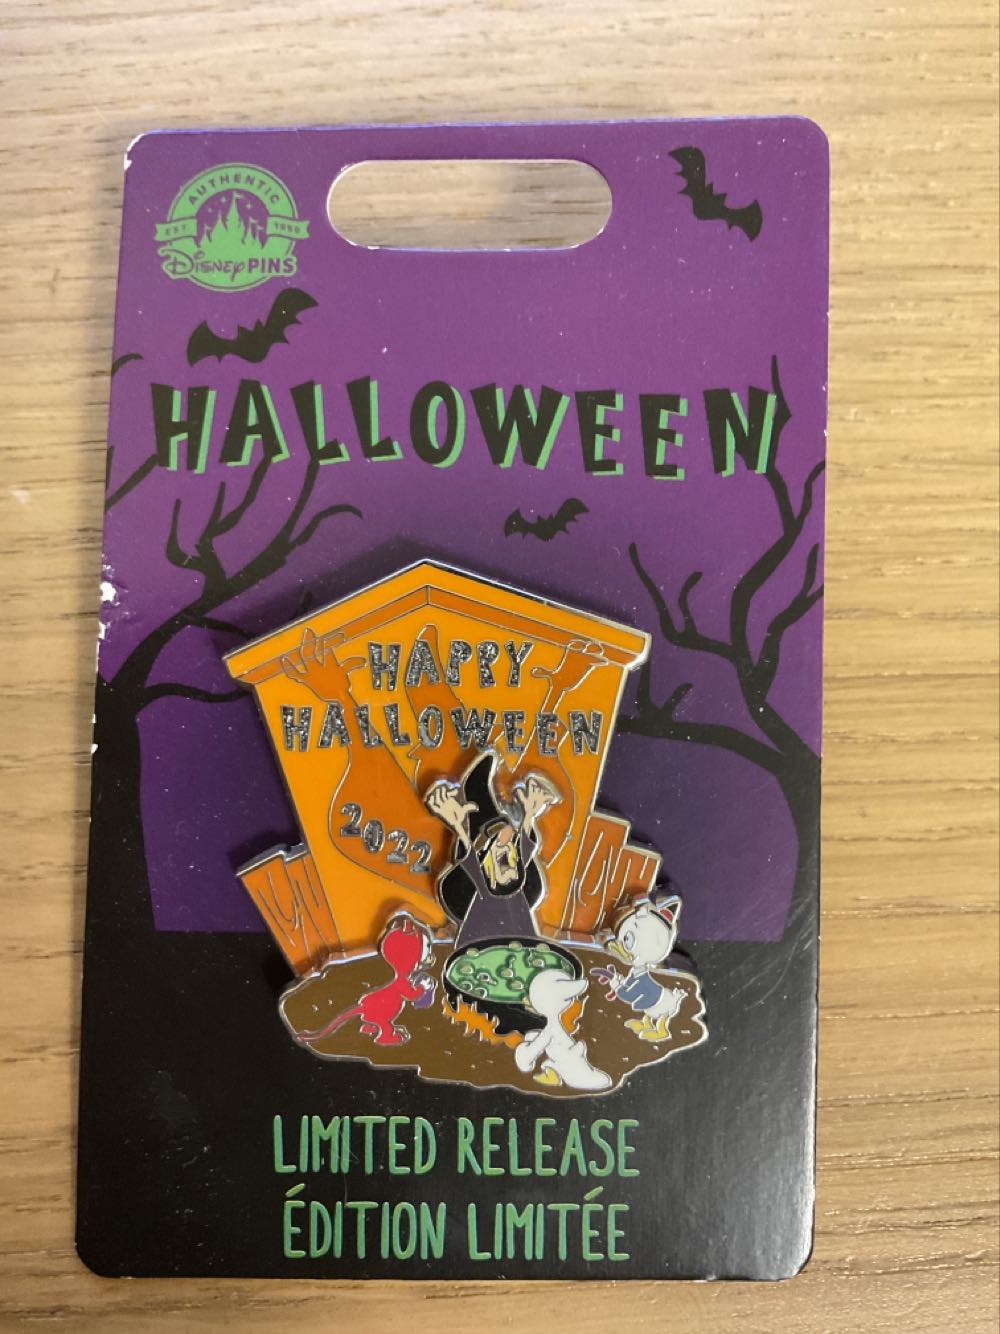 AUTHENTIC
EST 1999
Disney PINS
HALLOWEEN
HAPPY
HALLOWEEN
2022
LIMITED RELEASE
ÉDITION LIMITÉE